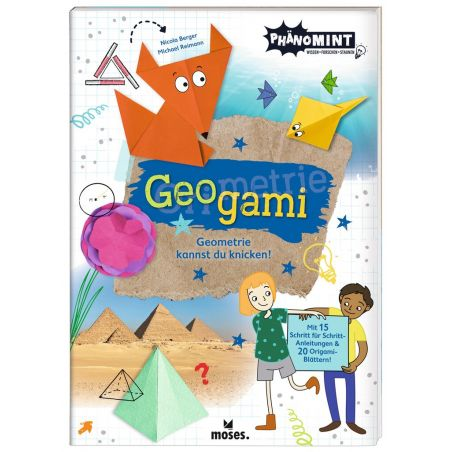 Nicola Berger
Michael Reimann
PHÄNOMINT
WISSEN • FORSCHEN • STAUNEN
Geometrie
Origami
Geogami
Geometrie
kannst du knicken!
Mit 15
Schritt für Schritt-
Anleitungen &
20 Origami-
Blättern!
?
moses.